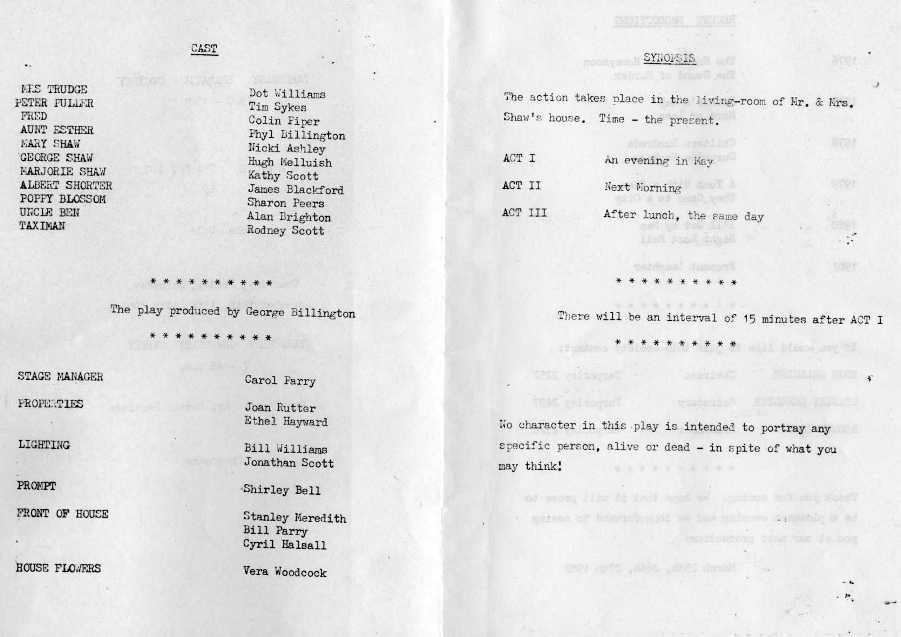 CAST
MRS TRUDGE Dot Williams
PETER FULLER Tim Sykes
FRED Colin Piper
AUNT ESTHER Phyl Billington
MARY SHAW Nicki Ashley
GEORGE SHAW Hugh Melluish
MARJORIE SHAW Kathy Scott
ALBERT SHORTER James Blackford
POPPY BLOSSOM Sharon Peers
UNCLE BEN Alan Brighton
TAXIMAN Rodney Scott
* * * * * * * * * *
The play produced by George Billington
* * * * * * * * * *
STAGE MANAGER Carol Parry
PROPERTIES Joan Rutter
Ethel Hayward
LIGHTING Bill Williams
Jonathan Scott
PROMPT Shirley Bell
FRONT OF HOUSE Stanley Meredith
Bill Parry
Cyril Halsall
HOUSE FLOWERS Vera Woodcock
SYNOPSIS
The action takes place in the living-room of Mr. & Mrs.
Shaw's house. Time - the present.
ACT I An evening in May
ACT II Next Morning
ACT III After lunch, the same day
* * * * * * * * * *
There will be an interval of 15 minutes after ACT I
* * * * * * * * * *
No character in this play is intended to portray any
specific person, alive or dead - in spite of what you
may think!